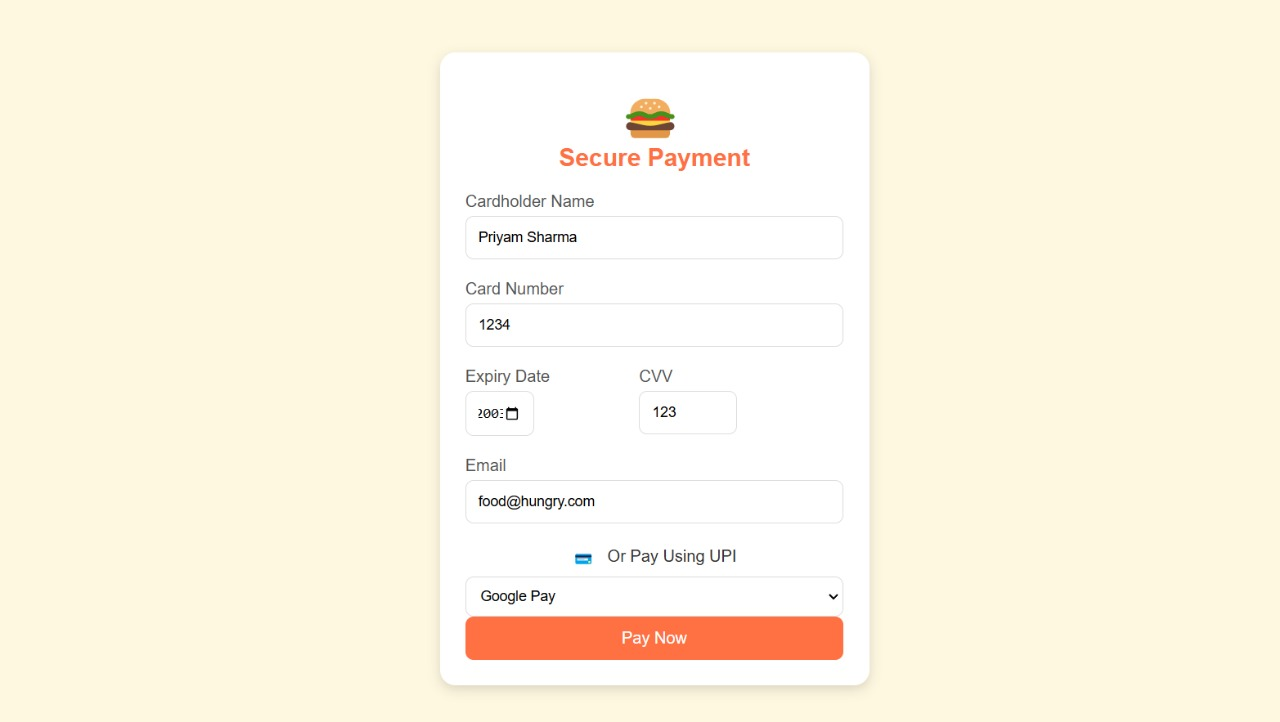 Secure Payment
Cardholder Name
Priyam Sharma
Card Number
1234
Expiry Date CVV
2003 123
Email
food@hungry.com
Or Pay Using UPI
Google Pay
Pay Now